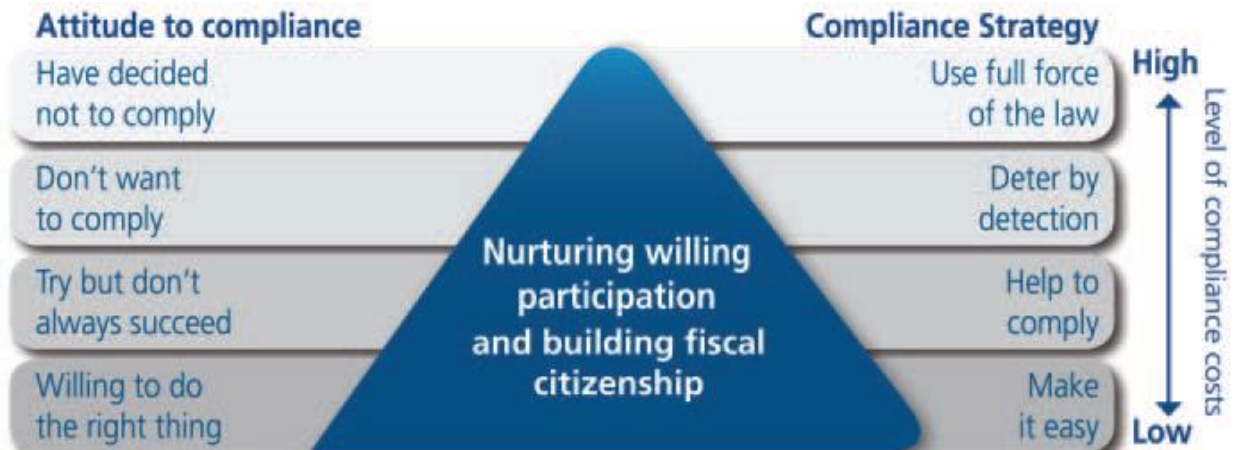 Attitude to compliance
Compliance Strategy
Have decided
not to comply
Use full force
of the law
High
Don't want
to comply
Deter by
detection
Try but don't
always succeed
Help to
comply
Willing to do
the right thing
Make
it easy
Low
Level of compliance costs
Nurturing willing
participation
and building fiscal
citizenship